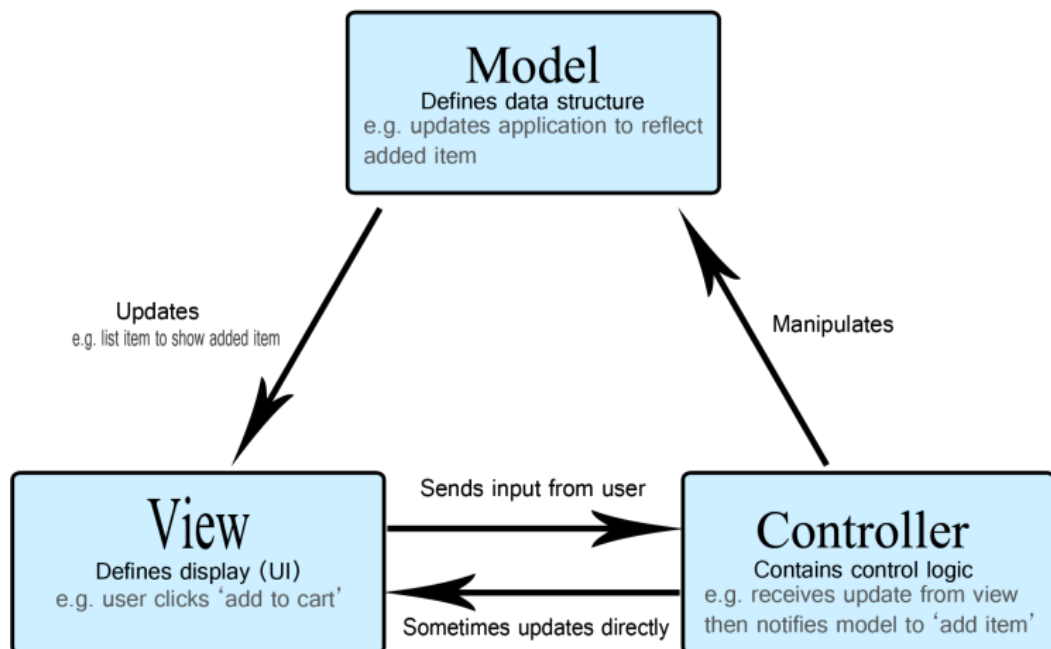 Model
Defines data structure
e.g. updates application to reflect
added item
Updates
e.g. list item to show added item
Manipulates
View
Defines display (UI)
e.g. user clicks ‘add to cart’
Sends input from user
Sometimes updates directly
Controller
Contains control logic
e.g. receives update from view
then notifies model to ‘add item’